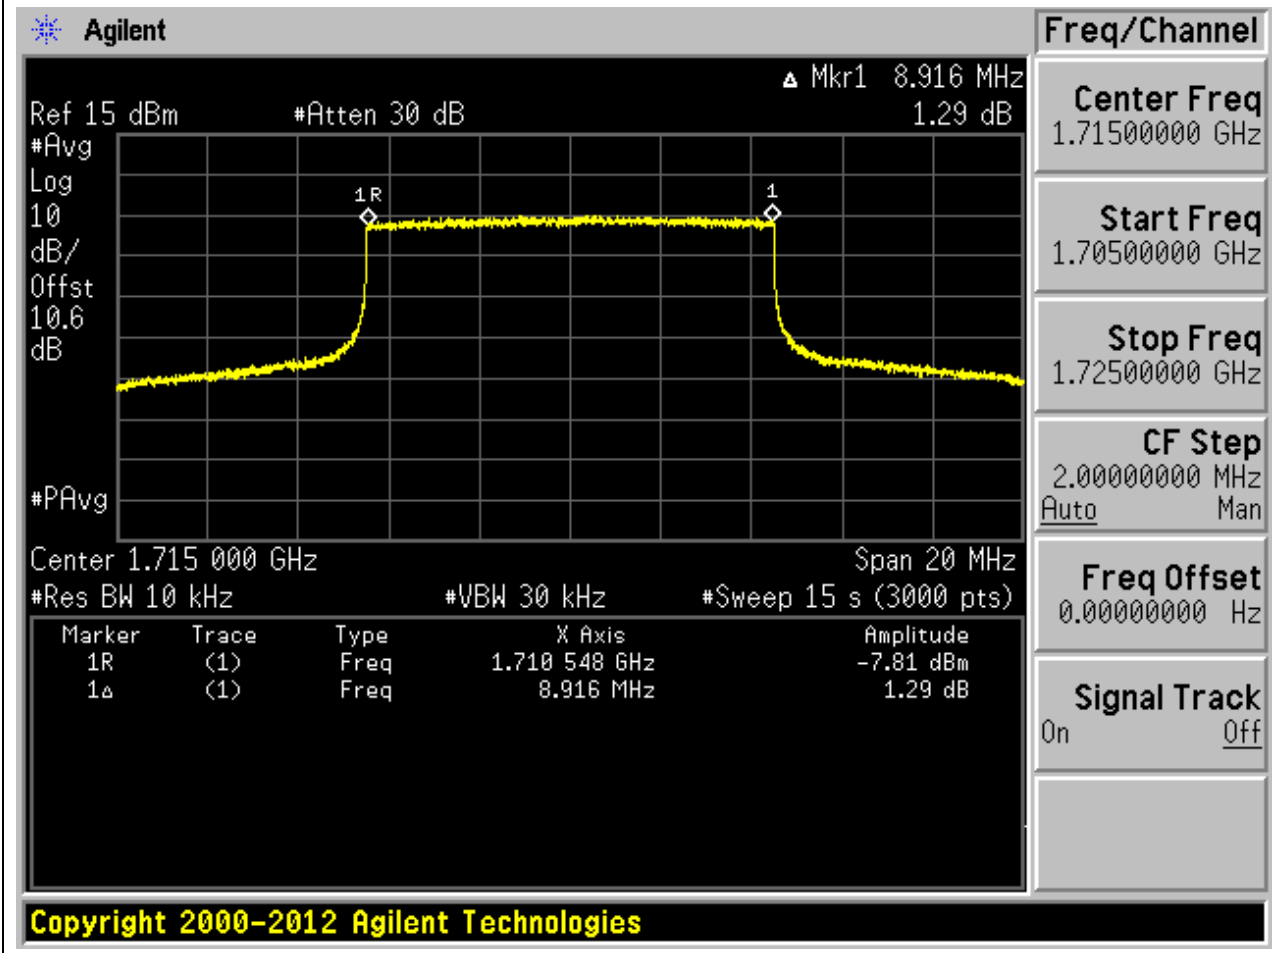 Agilent
Freq/Channel
▵ Mkr1 8.916 MHz
Ref 15 dBm #Atten 30 dB 1.29 dB
#Avg
Log
10
dB/
Offst
10.6
dB
#PAvg
1R
1
Center 1.715 000 GHz Span 20 MHz
#Res BW 10 kHz #VBW 30 kHz #Sweep 15 s (3000 pts)
Marker Trace Type X Axis Amplitude
1R (1) Freq 1.710 548 GHz -7.81 dBm
1▵ (1) Freq 8.916 MHz 1.29 dB
Center Freq
1.71500000 GHz
Start Freq
1.70500000 GHz
Stop Freq
1.72500000 GHz
CF Step
2.00000000 MHz
Auto Man
Freq Offset
0.00000000 Hz
Signal Track
On Off
Copyright 2000-2012 Agilent Technologies